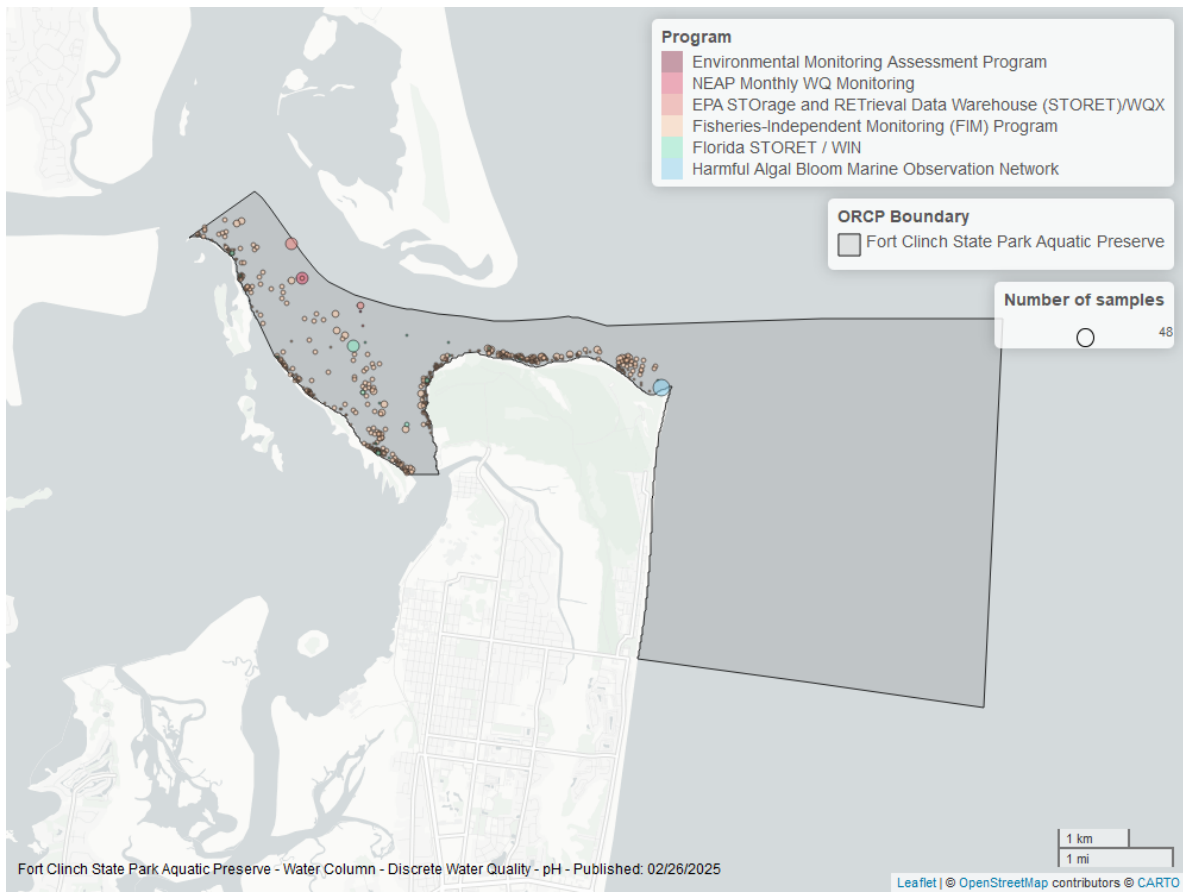 Program
Environmental Monitoring Assessment Program
NEAP Monthly WQ Monitoring
EPA STOrage and RETrieval Data Warehouse (STORET)/WQX
Fisheries-Independent Monitoring (FIM) Program
Florida STORET / WIN
Harmful Algal Bloom Marine Observation Network
ORCP Boundary
Fort Clinch State Park Aquatic Preserve
Number of samples
48
1 km
1 mi
Fort Clinch State Park Aquatic Preserve - Water Column - Discrete Water Quality - pH - Published: 02/26/2025
Leaflet | © OpenStreetMap contributors © CARTO